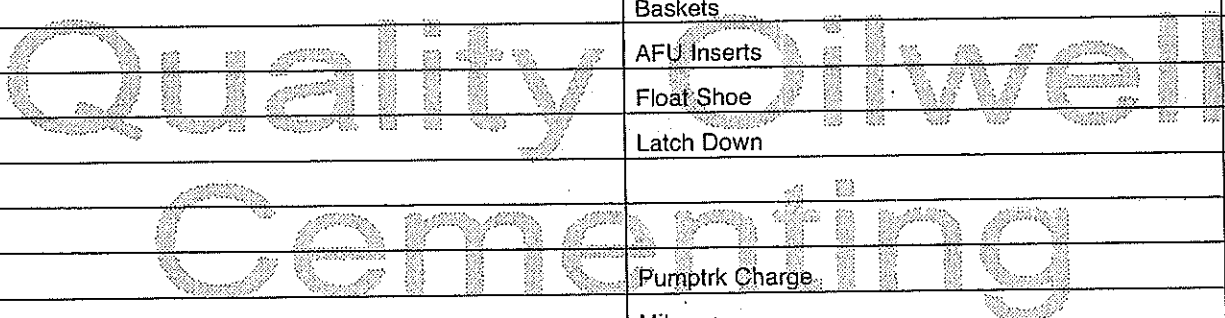 Baskets
AFU Inserts
Float Shoe
Latch Down
Quality Oilwell
Cementing
Pumptrk Charge